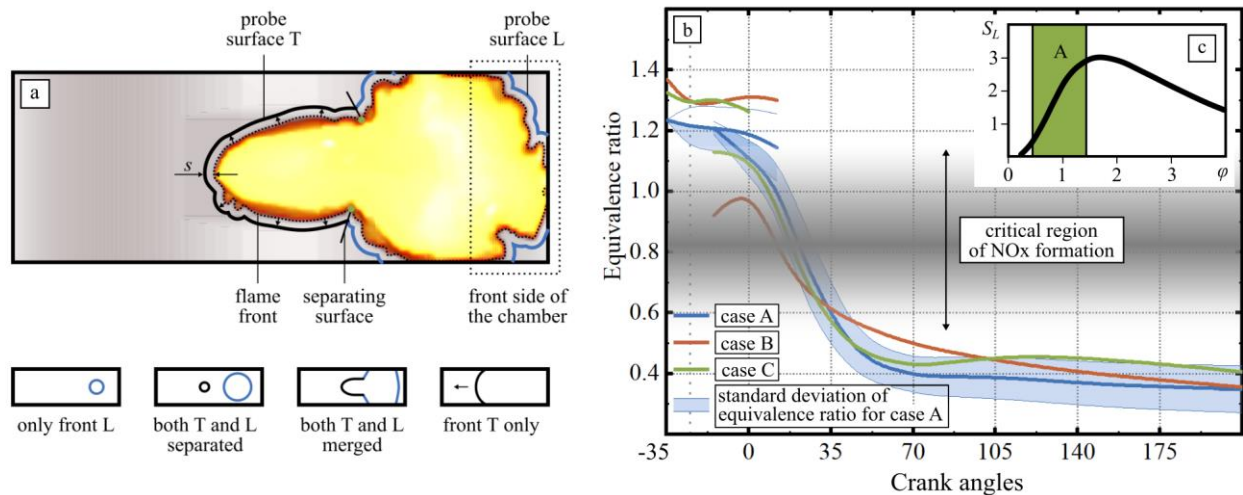 probe
surface T
probe
surface L
a
s
flame
front
separating
surface
front side of
the chamber
only front L
both T and L
separated
both T and L
merged
front T only
b
Equivalence ratio
1.4
1.2
1.0
0.8
0.6
0.4
critical region
of NOx formation
case A
case B
case C
standard deviation of
equivalence ratio for case A
-35 0 35 70 105 140 175
Crank angles
S_L
A
c
3
2
1
0 1 2 3 φ